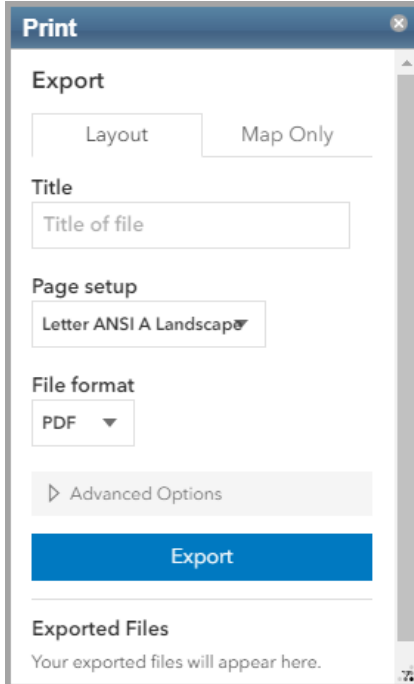 Print
Export
Layout Map Only
Title
Title of file
Page setup
Letter ANSI A Landscape
File format
PDF
Advanced Options
Export
Exported Files
Your exported files will appear here.